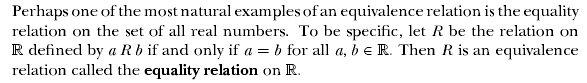 Perhaps one of the most natural examples of an equivalence relation is the equality
relation on the set of all real numbers. To be specific, let R be the relation on
ℝ defined by a R b if and only if a = b for all a, b ∈ ℝ. Then R is an equivalence
relation called the equality relation on ℝ.